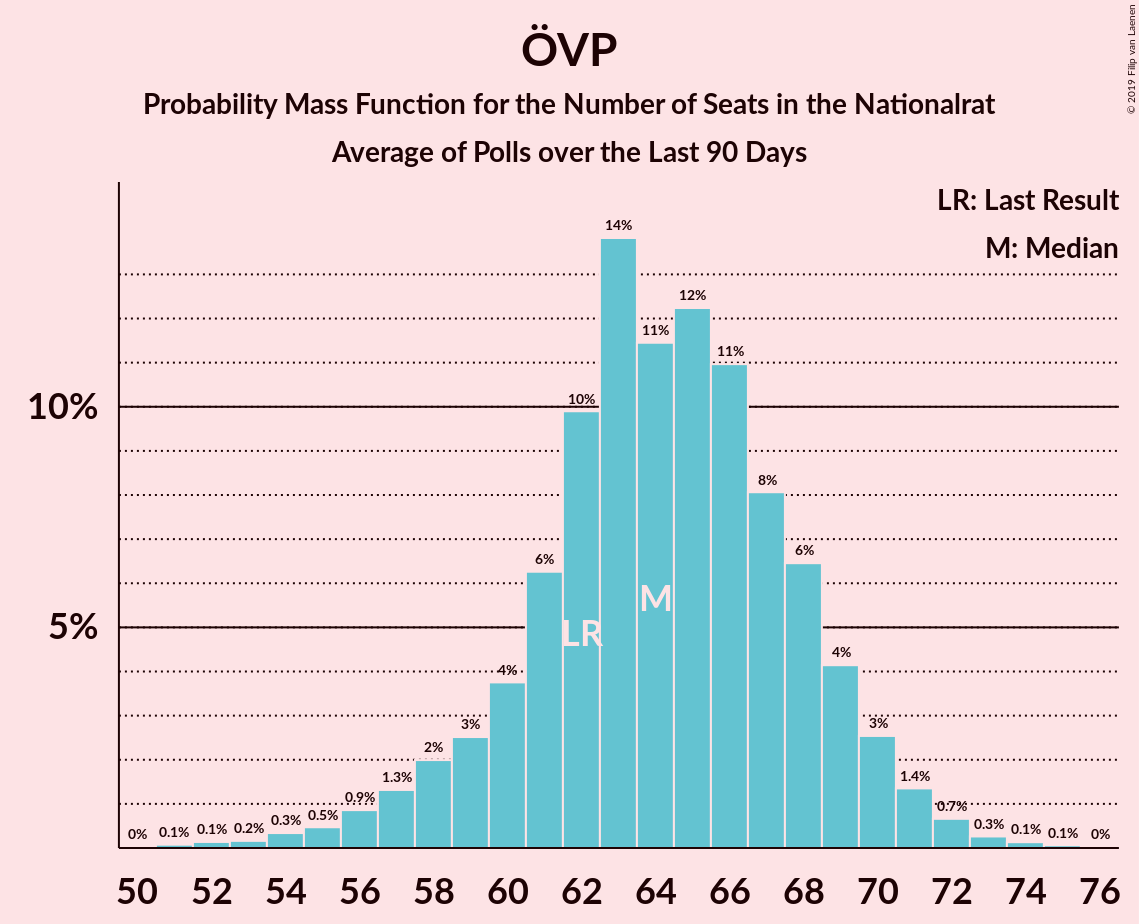 ÖVP
Probability Mass Function for the Number of Seats in the Nationalrat
Average of Polls over the Last 90 Days
© 2019 Filip van Laenen
LR: Last Result
M: Median
14%
12%
11%
11%
10%
10%
8%
6%
6%
M
5%
LR
4%
4%
3%
3%
2%
1.3%
1.4%
0.9%
0.7%
0.5%
0.3%
0.3%
0% 0.1% 0.1% 0.2% 0.1% 0.1% 0%
50 52 54 56 58 60 62 64 66 68 70 72 74 76